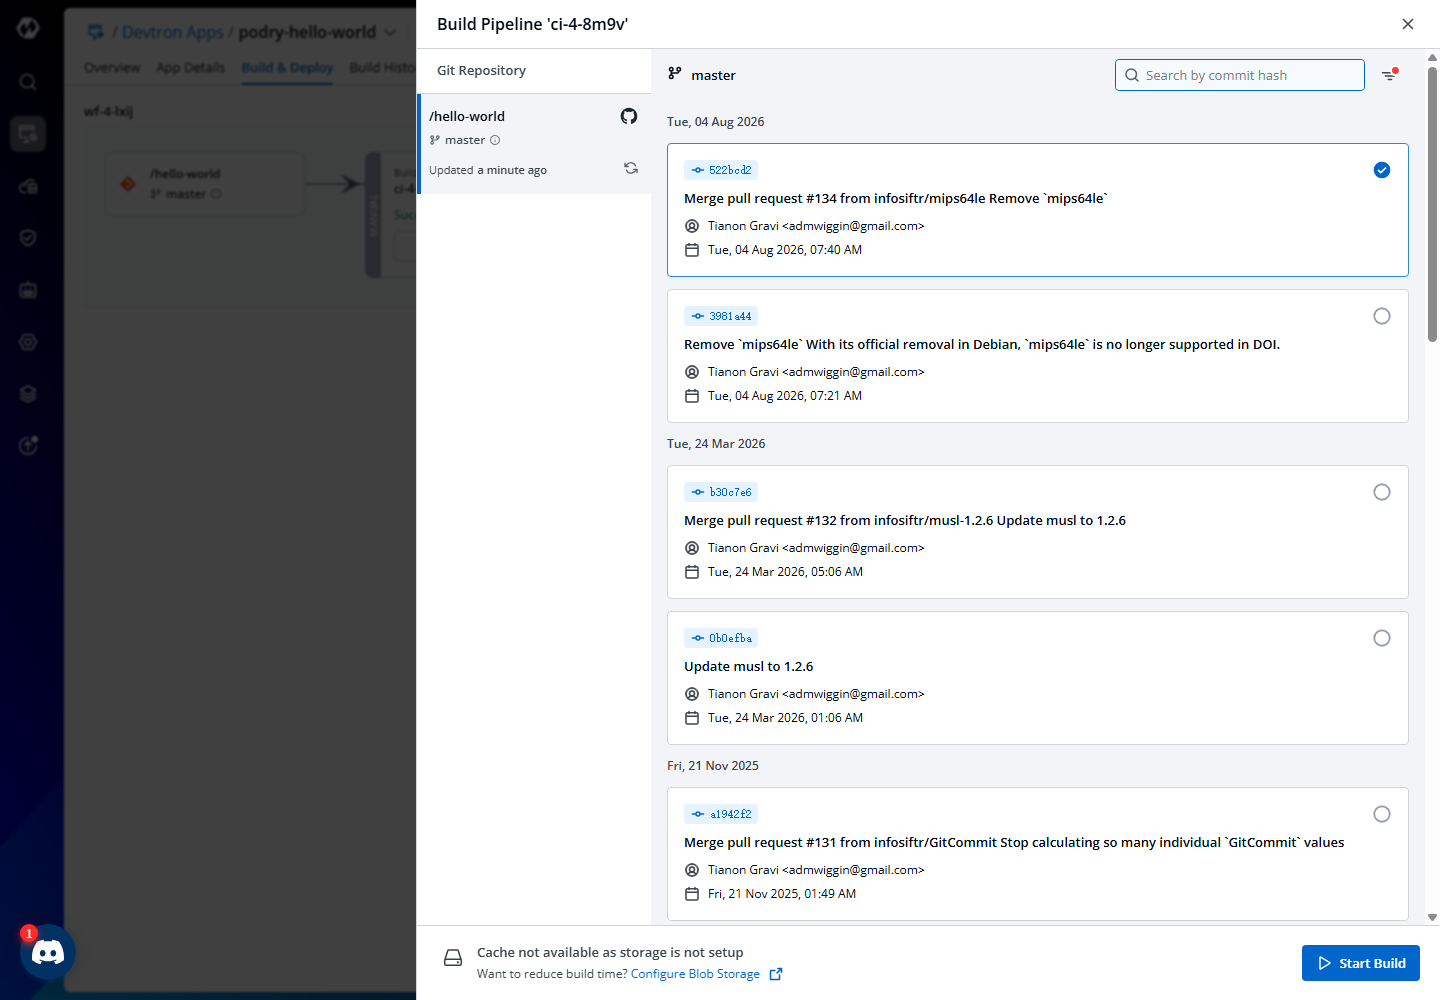 / Devtron Apps / podry-hello-world
Overview App Details Build & Deploy Build Histo
wf-4-lxij
/hello-world
master
Buil
ci-4-
Succ
MANUAL
1
Build Pipeline 'ci-4-8m9v'
Git Repository
/hello-world
master
Updated a minute ago
master
Search by commit hash
Tue, 04 Aug 2026
522bcd2
Merge pull request #134 from infosiftr/mips64le Remove `mips64le`
Tianon Gravi <admwiggin@gmail.com>
Tue, 04 Aug 2026, 07:40 AM
3981a44
Remove `mips64le` With its official removal in Debian, `mips64le` is no longer supported in DOI.
Tianon Gravi <admwiggin@gmail.com>
Tue, 04 Aug 2026, 07:21 AM
Tue, 24 Mar 2026
b30c7e6
Merge pull request #132 from infosiftr/musl-1.2.6 Update musl to 1.2.6
Tianon Gravi <admwiggin@gmail.com>
Tue, 24 Mar 2026, 05:06 AM
0b0efba
Update musl to 1.2.6
Tianon Gravi <admwiggin@gmail.com>
Tue, 24 Mar 2026, 01:06 AM
Fri, 21 Nov 2025
a1942f2
Merge pull request #131 from infosiftr/GitCommit Stop calculating so many individual `GitCommit` values
Tianon Gravi <admwiggin@gmail.com>
Fri, 21 Nov 2025, 01:49 AM
Cache not available as storage is not setup
Want to reduce build time? Configure Blob Storage
Start Build